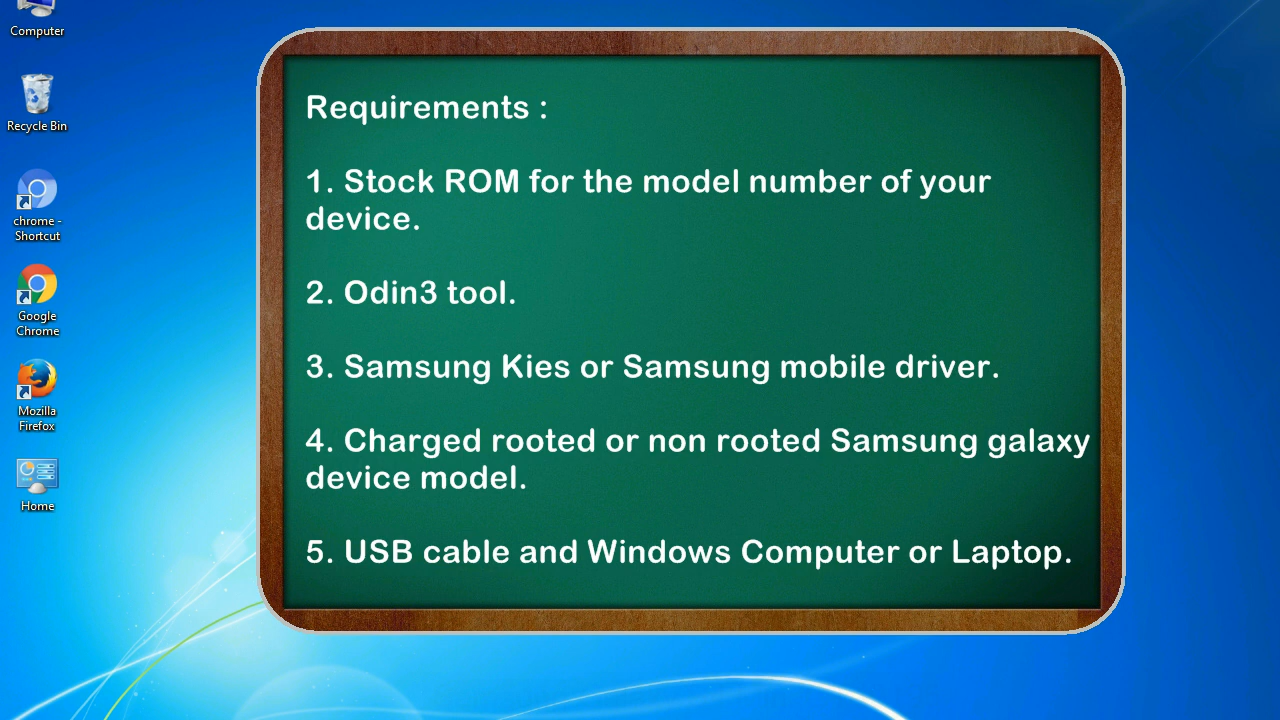 Computer
Recycle Bin
chrome -
Shortcut
Google
Chrome
Mozilla
Firefox
Home
Requirements :
1. Stock ROM for the model number of your
device.
2. Odin3 tool.
3. Samsung Kies or Samsung mobile driver.
4. Charged rooted or non rooted Samsung galaxy
device model.
5. USB cable and Windows Computer or Laptop.